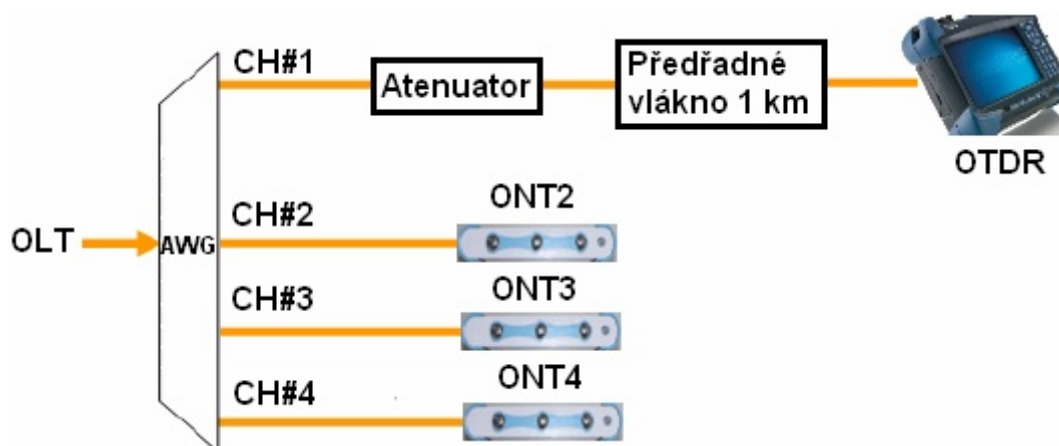 CH#1
Atenuator
Předřadné
vlákno 1 km
OTDR
OLT
AWG
CH#2
ONT2
CH#3
ONT3
CH#4
ONT4